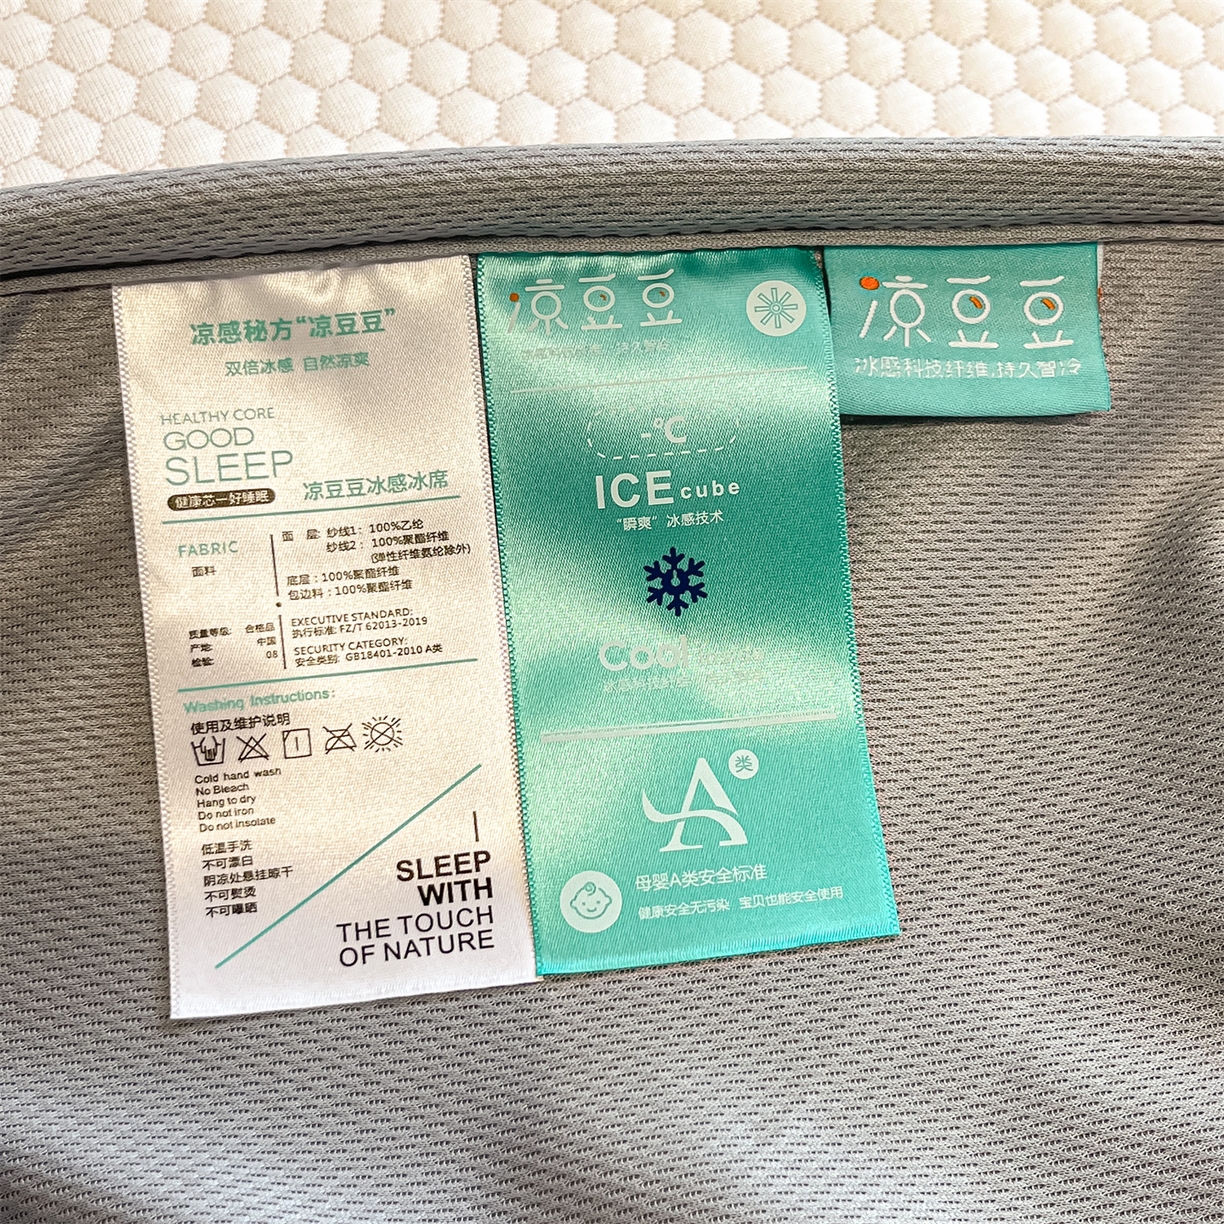 凉感秘方“凉豆豆”
双倍冰感 自然凉爽
HEALTHY CORE
GOOD
SLEEP
健康芯—好睡眠
凉豆豆冰感冰席
FABRIC
面料
面 层: 纱线1: 100%乙纶
纱线2: 100%聚酯纤维
(弹性纤维氨纶除外)
底层: 100%聚酯纤维
包边料: 100%聚酯纤维
质量等级: 合格品
产地: 中国
检验: 08
EXECUTIVE STANDARD:
执行标准: FZ/T 62013-2019
SECURITY CATEGORY:
安全类别: GB18401-2010 A类
Washing Instructions:
使用及维护说明
Cold hand wash
No Bleach
Hang to dry
Do not iron
Do not insolate
低温手洗
不可漂白
阴凉处悬挂晾干
不可熨烫
不可曝晒
SLEEP
WITH
THE TOUCH
OF NATURE
凉豆豆
-℃
ICE cube
“瞬爽”冰感技术
Cool
A类
母婴A类安全标准
健康安全无污染 宝贝也能安全使用
凉豆豆
冰感科技纤维,持久智冷